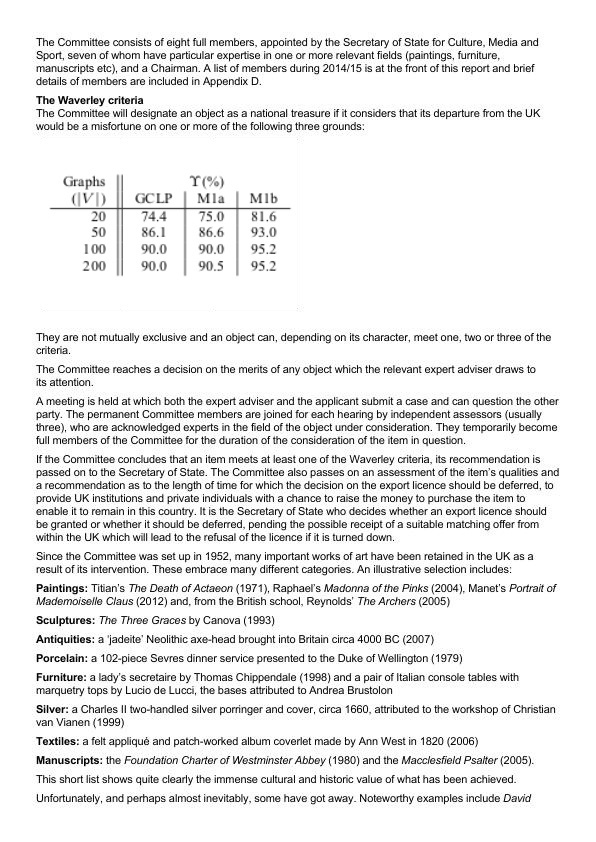 The Committee consists of eight full members, appointed by the Secretary of State for Culture, Media and
Sport, seven of whom have particular expertise in one or more relevant fields (paintings, furniture,
manuscripts etc), and a Chairman. A list of members during 2014/15 is at the front of this report and brief
details of members are included in Appendix D.
The Waverley criteria
The Committee will designate an object as a national treasure if it considers that its departure from the UK
would be a misfortune on one or more of the following three grounds:
Graphs ϒ(%)
(|V|) GCLP M1a M1b
20 74.4 75.0 81.6
50 86.1 86.6 93.0
100 90.0 90.0 95.2
200 90.0 90.5 95.2
They are not mutually exclusive and an object can, depending on its character, meet one, two or three of the
criteria.
The Committee reaches a decision on the merits of any object which the relevant expert adviser draws to
its attention.
A meeting is held at which both the expert adviser and the applicant submit a case and can question the other
party. The permanent Committee members are joined for each hearing by independent assessors (usually
three), who are acknowledged experts in the field of the object under consideration. They temporarily become
full members of the Committee for the duration of the consideration of the item in question.
If the Committee concludes that an item meets at least one of the Waverley criteria, its recommendation is
passed on to the Secretary of State. The Committee also passes on an assessment of the item's qualities and
a recommendation as to the length of time for which the decision on the export licence should be deferred, to
provide UK institutions and private individuals with a chance to raise the money to purchase the item to
enable it to remain in this country. It is the Secretary of State who decides whether an export licence should
be granted or whether it should be deferred, pending the possible receipt of a suitable matching offer from
within the UK which will lead to the refusal of the licence if it is turned down.
Since the Committee was set up in 1952, many important works of art have been retained in the UK as a
result of its intervention. These embrace many different categories. An illustrative selection includes:
Paintings: Titian's The Death of Actaeon (1971), Raphael's Madonna of the Pinks (2004), Manet's Portrait of
Mademoiselle Claus (2012) and, from the British school, Reynolds' The Archers (2005)
Sculptures: The Three Graces by Canova (1993)
Antiquities: a 'jadeite' Neolithic axe-head brought into Britain circa 4000 BC (2007)
Porcelain: a 102-piece Sevres dinner service presented to the Duke of Wellington (1979)
Furniture: a lady's secretaire by Thomas Chippendale (1998) and a pair of Italian console tables with
marquetry tops by Lucio de Lucci, the bases attributed to Andrea Brustolon
Silver: a Charles II two-handled silver porringer and cover, circa 1660, attributed to the workshop of Christian
van Vianen (1999)
Textiles: a felt appliqué and patch-worked album coverlet made by Ann West in 1820 (2006)
Manuscripts: the Foundation Charter of Westminster Abbey (1980) and the Macclesfield Psalter (2005).
This short list shows quite clearly the immense cultural and historic value of what has been achieved.
Unfortunately, and perhaps almost inevitably, some have got away. Noteworthy examples include David